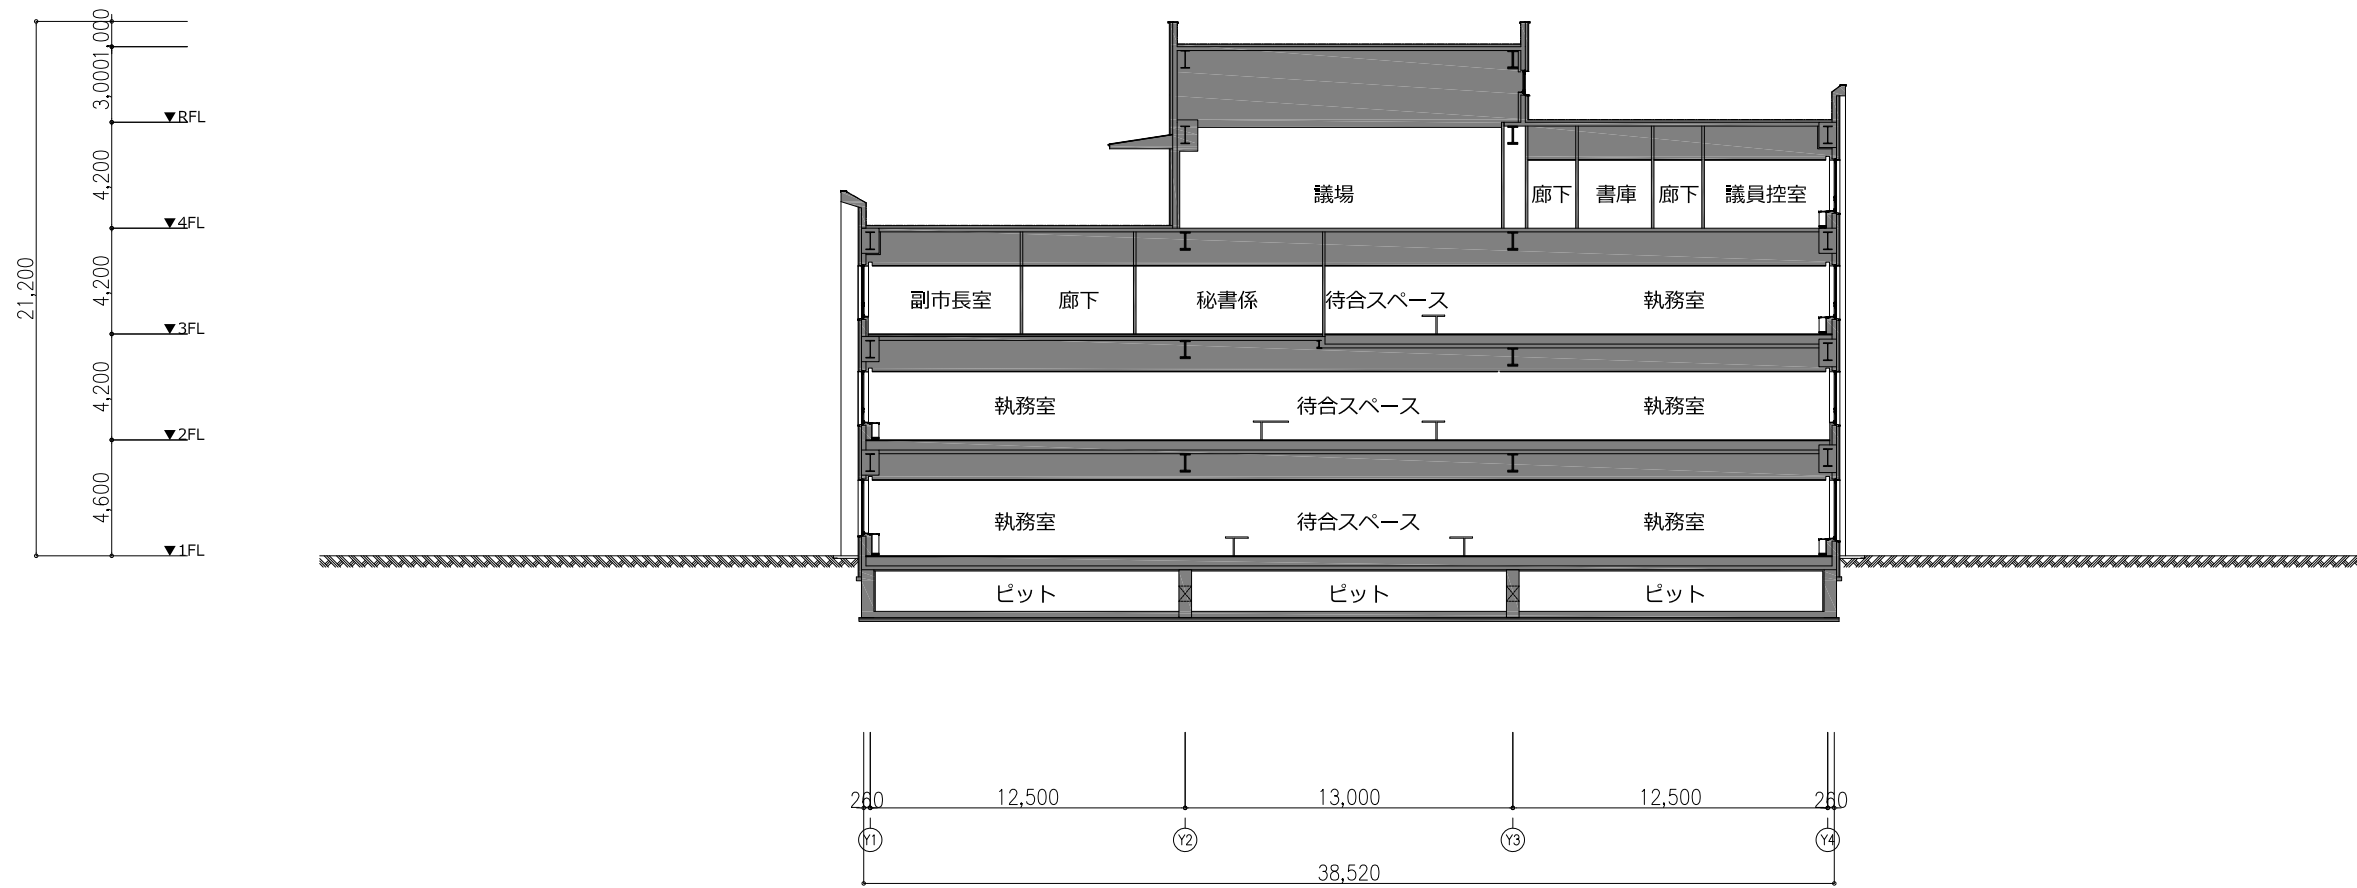 1,000
3,000
▼RFL
4,200
議場
廊下
書庫
廊下
議員控室
▼4FL
21,200
4,200
副市長室
廊下
秘書係
待合スペース
執務室
▼3FL
4,200
執務室
待合スペース
執務室
▼2FL
4,600
執務室
待合スペース
執務室
▼1FL
ピット
ピット
ピット
260
12,500
13,000
12,500
260
Y1
Y2
Y3
Y4
38,520